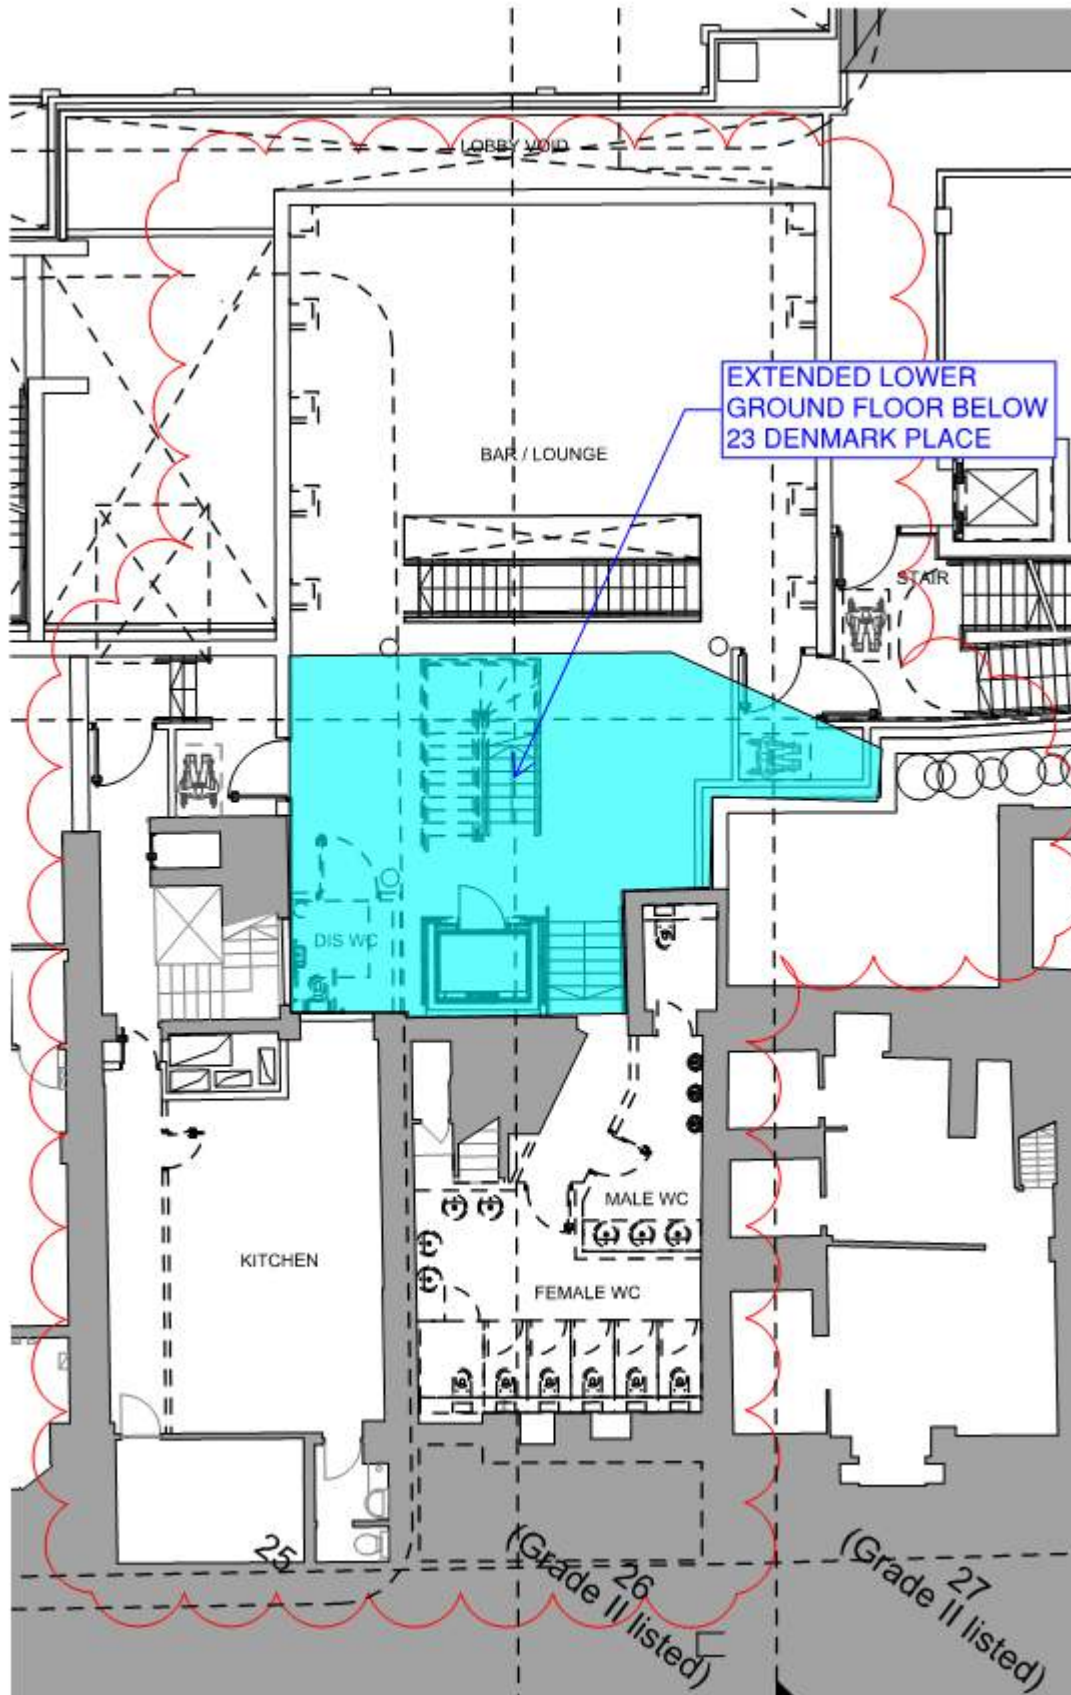 LOBBY VOID
EXTENDED LOWER
GROUND FLOOR BELOW
23 DENMARK PLACE
BAR / LOUNGE
STAIR
DIS WC
MALE WC
KITCHEN
FEMALE WC
25
26
(Grade II listed)
27
(Grade II listed)